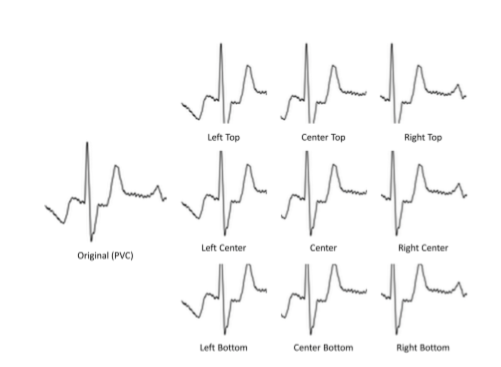 Left Top
Center Top
Right Top
Original (PVC)
Left Center
Center
Right Center
Left Bottom
Center Bottom
Right Bottom